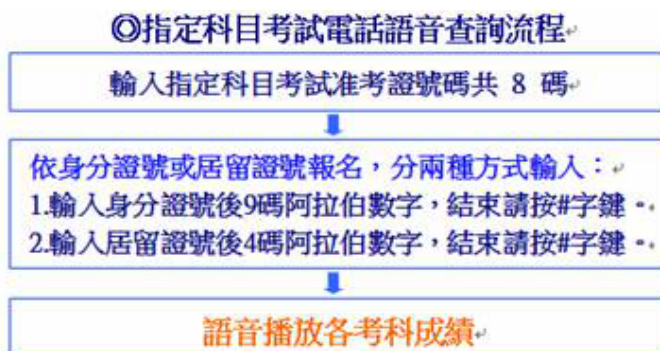 ◎指定科目考試電話語音查詢流程
輸入指定科目考試准考證號碼共 8 碼
依身分證號或居留證號報名，分兩種方式輸入：
1.輸入身分證號後9碼阿拉伯數字，結束請按#字鍵。
2.輸入居留證號後4碼阿拉伯數字，結束請按#字鍵。
語音播放各考科成績